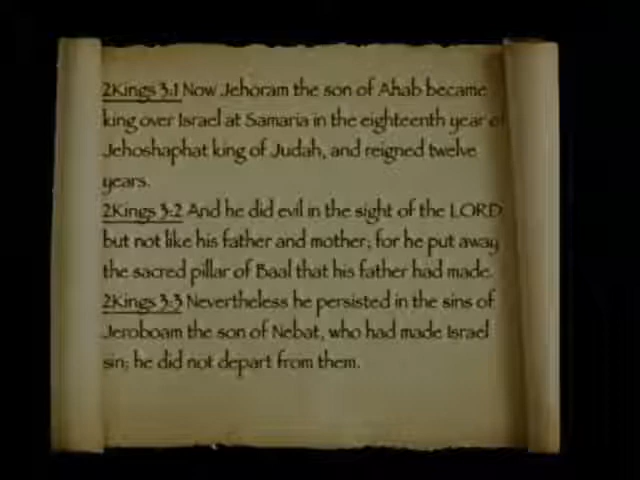 2Kings 3:1 Now Jehoram the son of Ahab became
king over Israel at Samaria in the eighteenth year of
Jehoshaphat king of Judah, and reigned twelve
years.
2Kings 3:2 And he did evil in the sight of the LORD
but not like his father and mother; for he put away
the sacred pillar of Baal that his father had made.
2Kings 3:3 Nevertheless he persisted in the sins of
Jeroboam the son of Nebat, who had made Israel
sin; he did not depart from them.